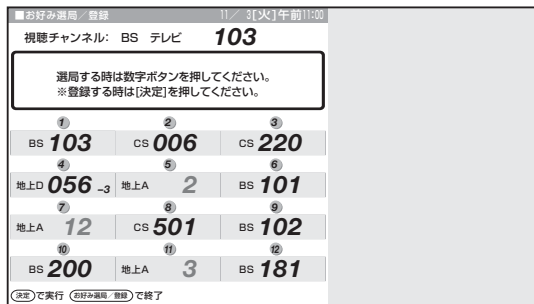 ■お好み選局／登録 11／ 3[火]午前11:00
視聴チャンネル: BS テレビ 103
選局する時は数字ボタンを押してください。
※登録する時は[決定]を押してください。
① ② ③
BS 103 CS 006 CS 220
④ ⑤ ⑥
地上D 056 -3 地上A 2 BS 101
⑦ ⑧ ⑨
地上A 12 CS 501 BS 102
⑩ ⑪ ⑫
BS 200 地上A 3 BS 181
決定で実行 お好み選局／登録で終了